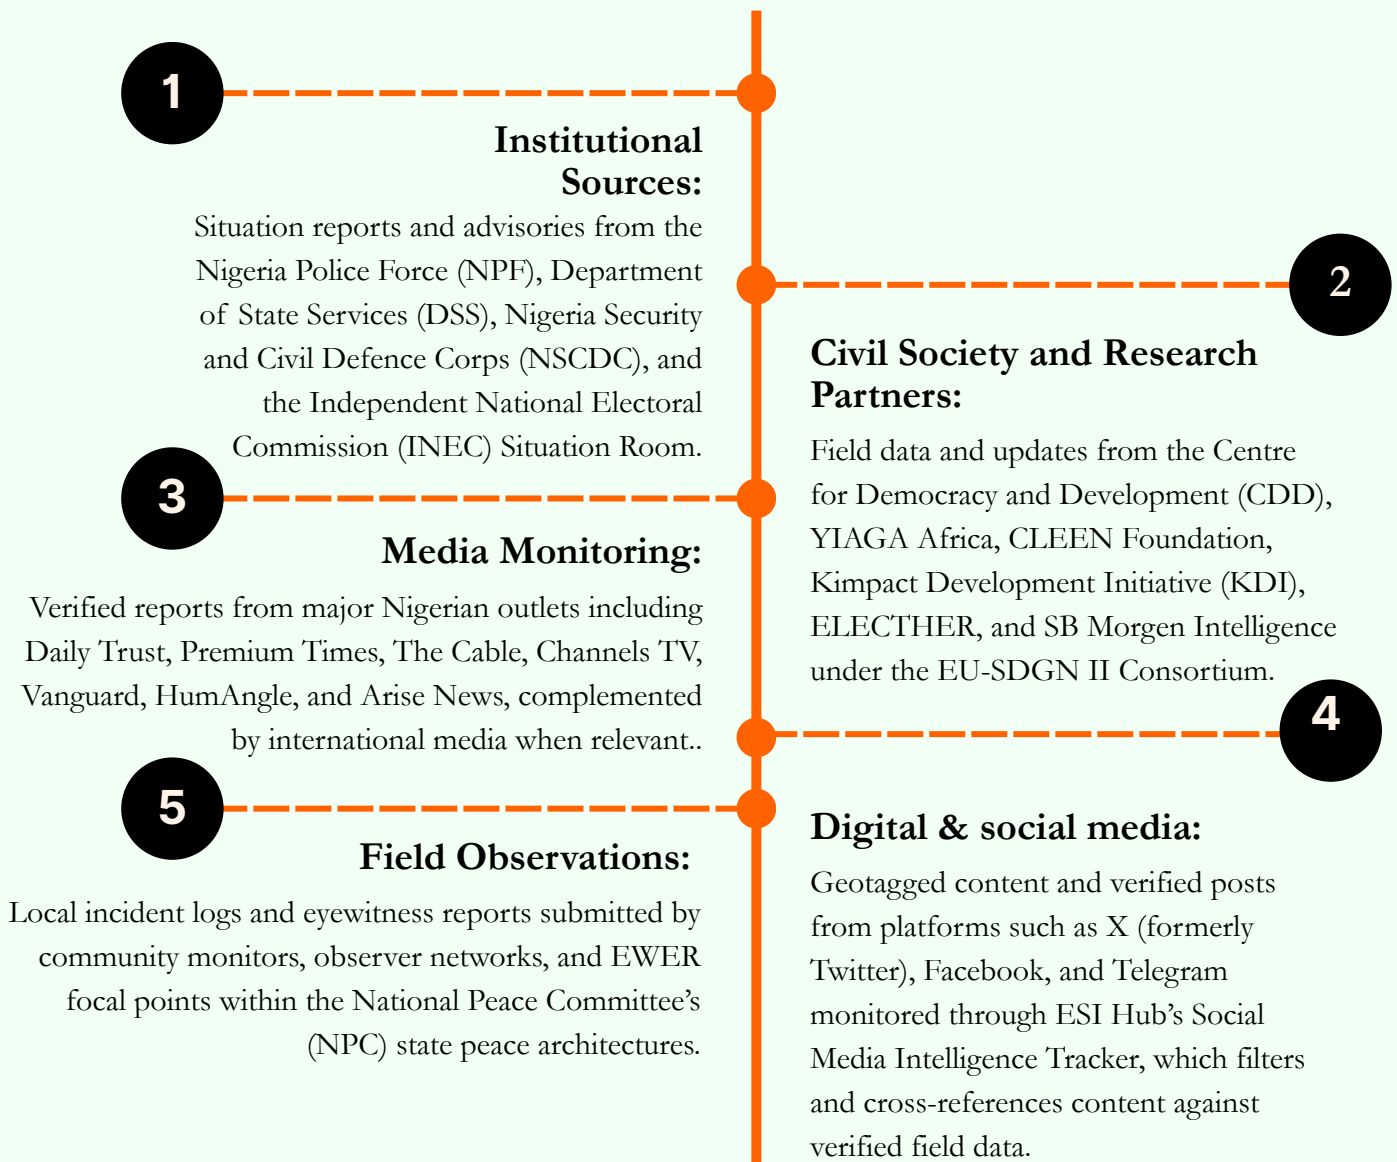 1
Institutional
Sources:
Situation reports and advisories from the
Nigeria Police Force (NPF), Department
of State Services (DSS), Nigeria Security
and Civil Defence Corps (NSCDC), and
the Independent National Electoral
Commission (INEC) Situation Room.
2
Civil Society and Research
Partners:
Field data and updates from the Centre
for Democracy and Development (CDD),
YIAGA Africa, CLEEN Foundation,
Kimpact Development Initiative (KDI),
ELECTHER, and SB Morgen Intelligence
under the EU-SDGN II Consortium.
3
Media Monitoring:
Verified reports from major Nigerian outlets including
Daily Trust, Premium Times, The Cable, Channels TV,
Vanguard, HumAngle, and Arise News, complemented
by international media when relevant..
4
Digital & social media:
Geotagged content and verified posts
from platforms such as X (formerly
Twitter), Facebook, and Telegram
monitored through ESI Hub’s Social
Media Intelligence Tracker, which filters
and cross-references content against
verified field data.
5
Field Observations:
Local incident logs and eyewitness reports submitted by
community monitors, observer networks, and EWER
focal points within the National Peace Committee’s
(NPC) state peace architectures.